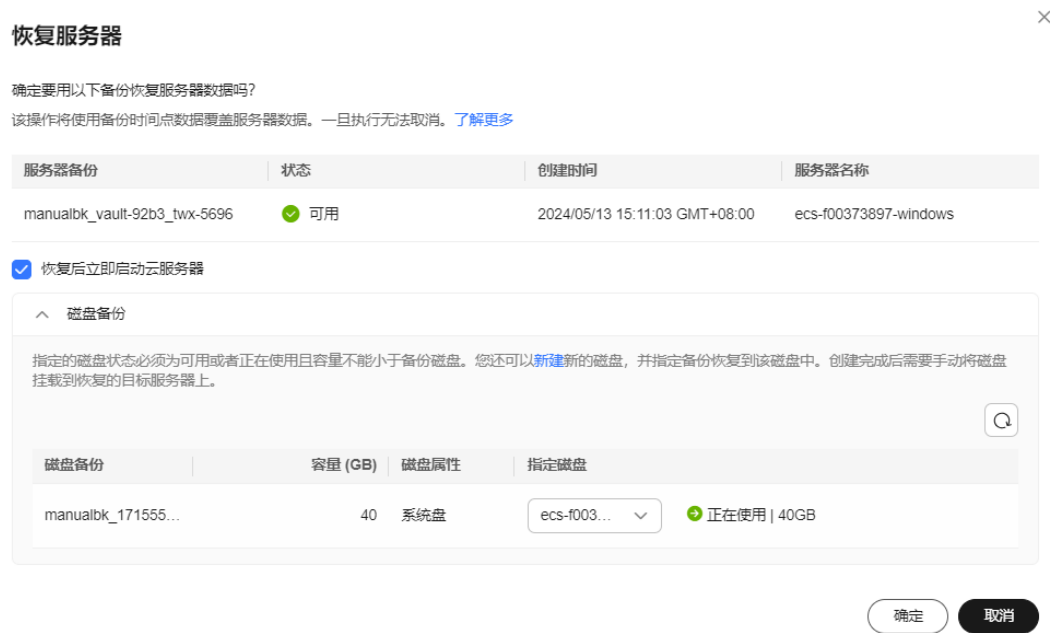 恢复服务器
确定要用以下备份恢复服务器数据吗?
该操作将使用备份时间点数据覆盖服务器数据。一旦执行无法取消。了解更多
服务器备份 状态 创建时间 服务器名称
manualbk_vault-92b3_twx-5696 可用 2024/05/13 15:11:03 GMT+08:00 ecs-f00373897-windows
恢复后立即启动云服务器
磁盘备份
指定的磁盘状态必须为可用或者正在使用且容量不能小于备份磁盘。您还可以新建新的磁盘，并指定备份恢复到该磁盘中。创建完成后需要手动将磁盘
挂载到恢复的目标服务器上。
磁盘备份 容量 (GB) 磁盘属性 指定磁盘
manualbk_171555... 40 系统盘 ecs-f003... 正在使用 | 40GB
确定 取消